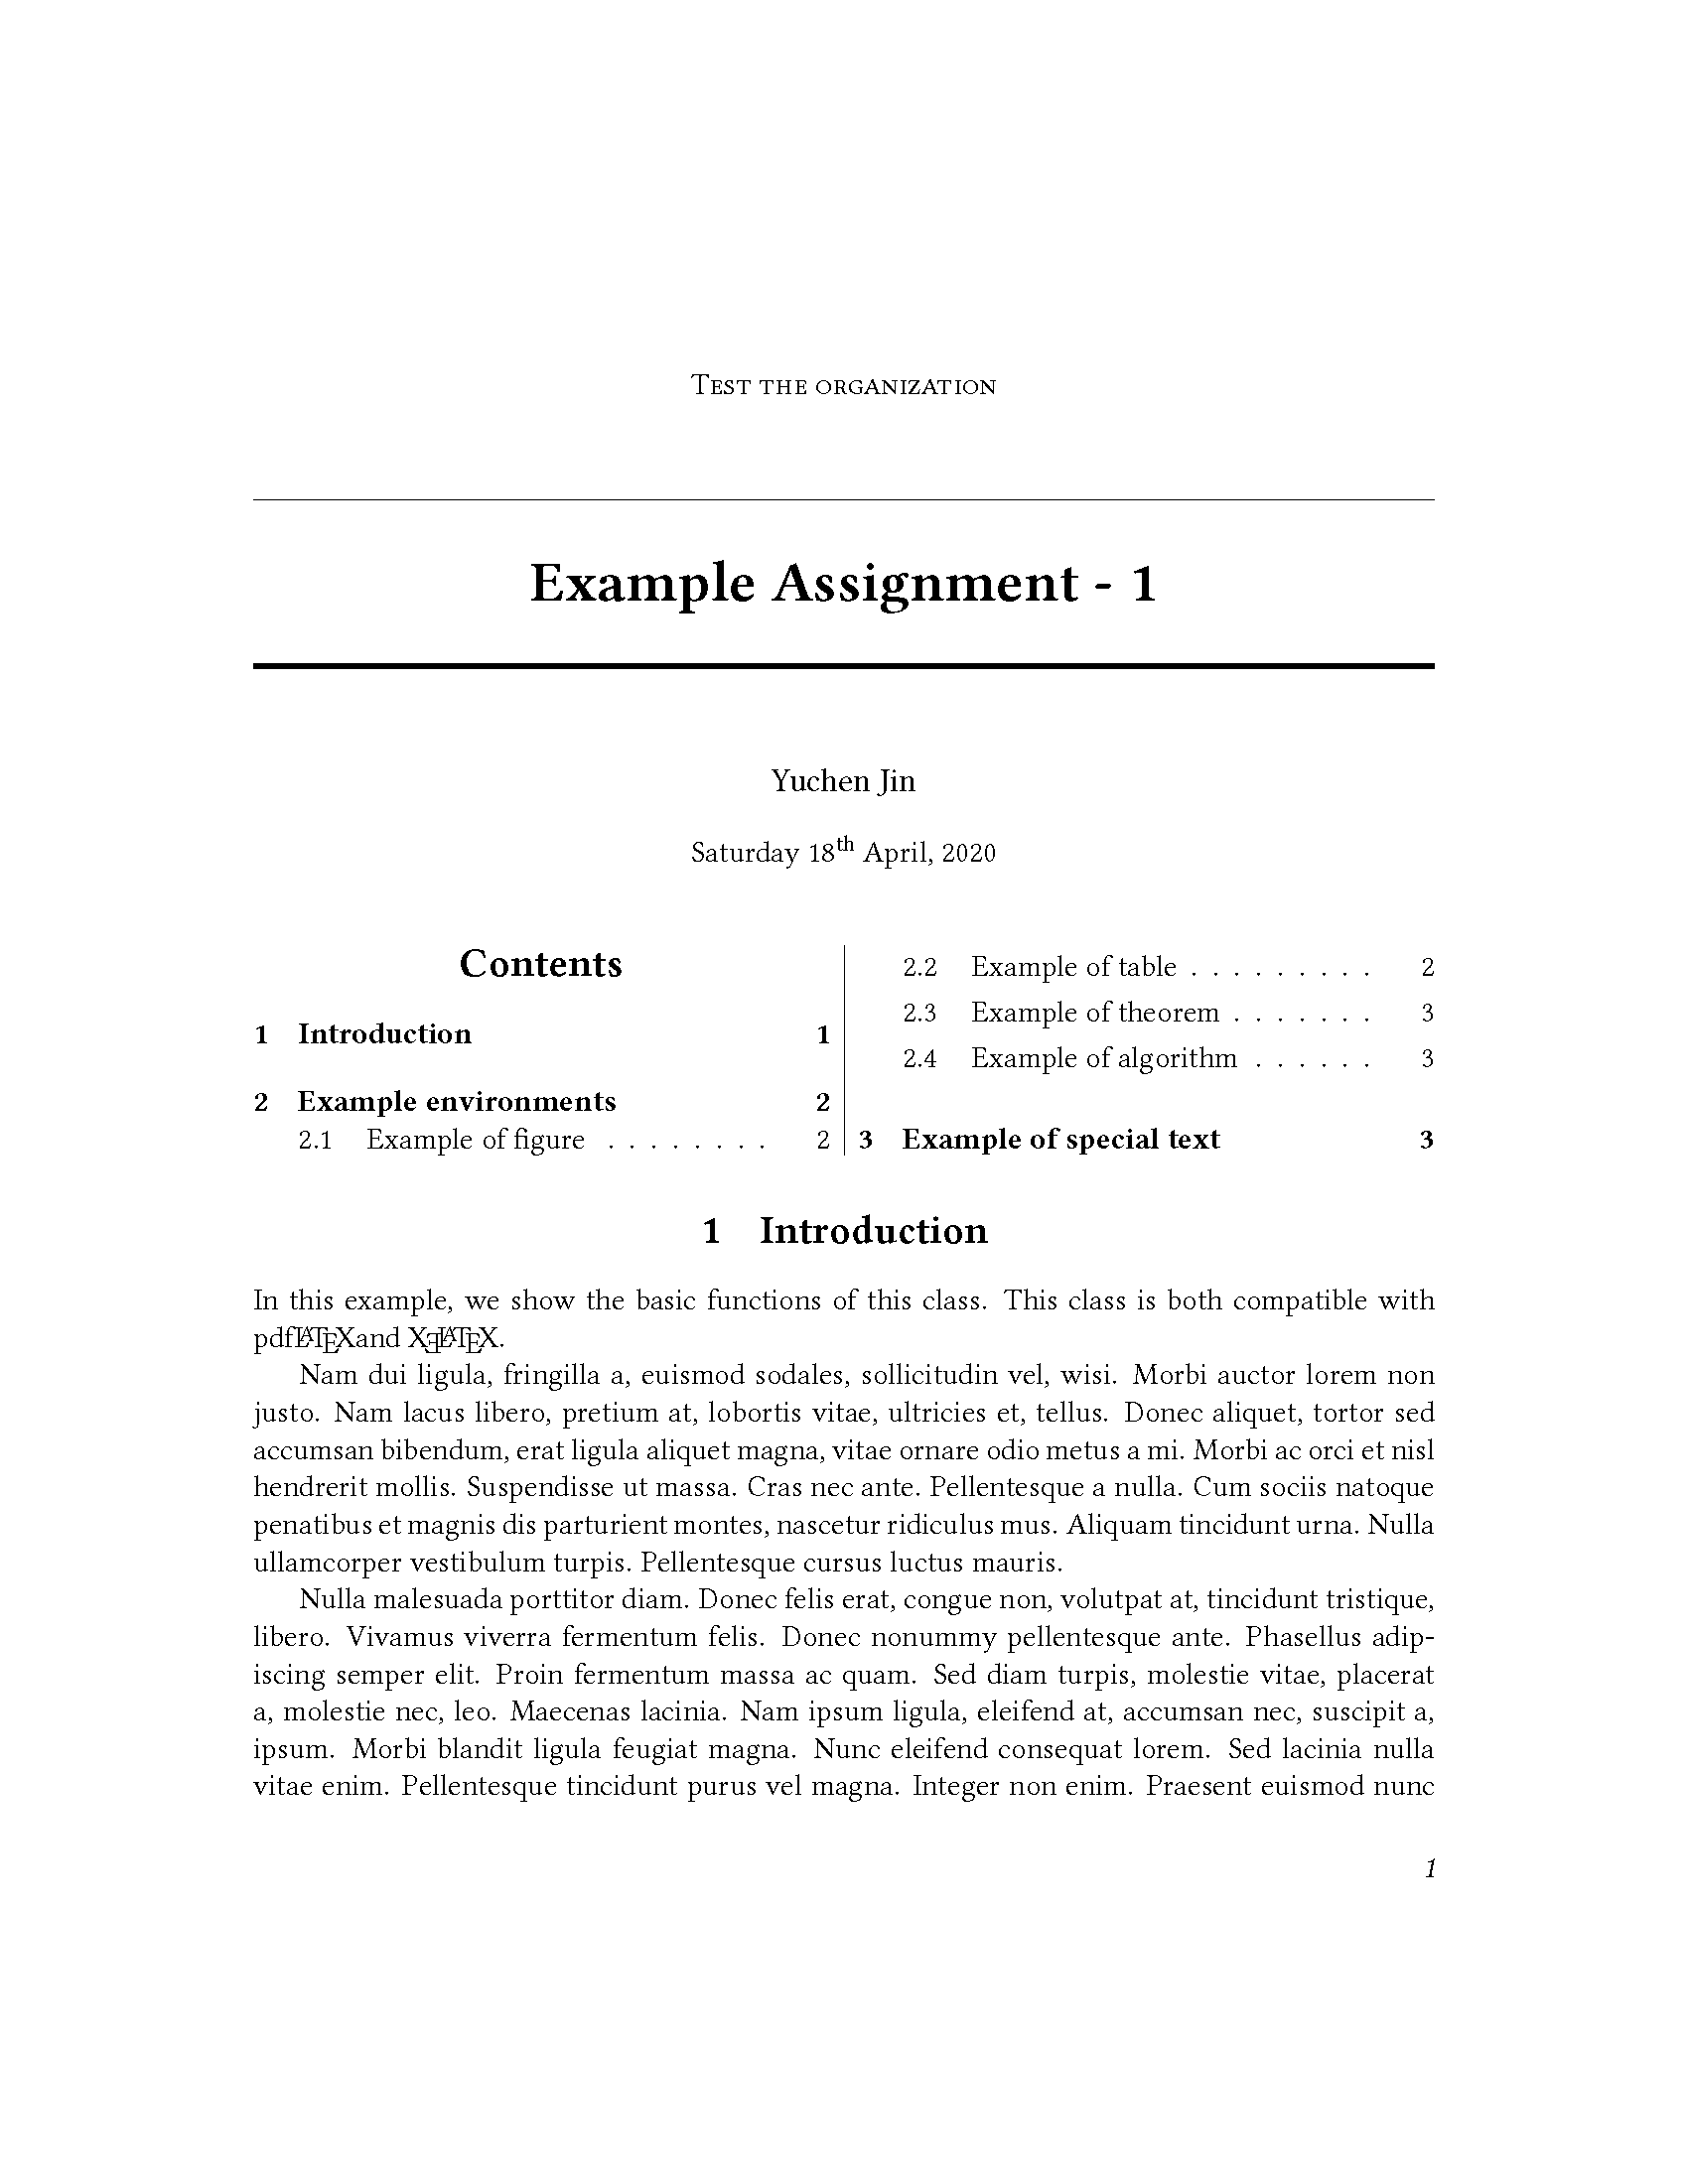 Test the organization
Example Assignment - 1
Yuchen Jin
Saturday 18th April, 2020
Contents
1 Introduction 1
2 Example environments 2
2.1 Example of figure . . . . . . . . 2
2.2 Example of table . . . . . . . . . 2
2.3 Example of theorem . . . . . . . 3
2.4 Example of algorithm . . . . . . 3
3 Example of special text 3
1 Introduction
In this example, we show the basic functions of this class. This class is both compatible with
pdfLATEXand XƎLATEX.
Nam dui ligula, fringilla a, euismod sodales, sollicitudin vel, wisi. Morbi auctor lorem non
justo. Nam lacus libero, pretium at, lobortis vitae, ultricies et, tellus. Donec aliquet, tortor sed
accumsan bibendum, erat ligula aliquet magna, vitae ornare odio metus a mi. Morbi ac orci et nisl
hendrerit mollis. Suspendisse ut massa. Cras nec ante. Pellentesque a nulla. Cum sociis natoque
penatibus et magnis dis parturient montes, nascetur ridiculus mus. Aliquam tincidunt urna. Nulla
ullamcorper vestibulum turpis. Pellentesque cursus luctus mauris.
Nulla malesuada porttitor diam. Donec felis erat, congue non, volutpat at, tincidunt tristique,
libero. Vivamus viverra fermentum felis. Donec nonummy pellentesque ante. Phasellus adip-
iscing semper elit. Proin fermentum massa ac quam. Sed diam turpis, molestie vitae, placerat
a, molestie nec, leo. Maecenas lacinia. Nam ipsum ligula, eleifend at, accumsan nec, suscipit a,
ipsum. Morbi blandit ligula feugiat magna. Nunc eleifend consequat lorem. Sed lacinia nulla
vitae enim. Pellentesque tincidunt purus vel magna. Integer non enim. Praesent euismod nunc
1